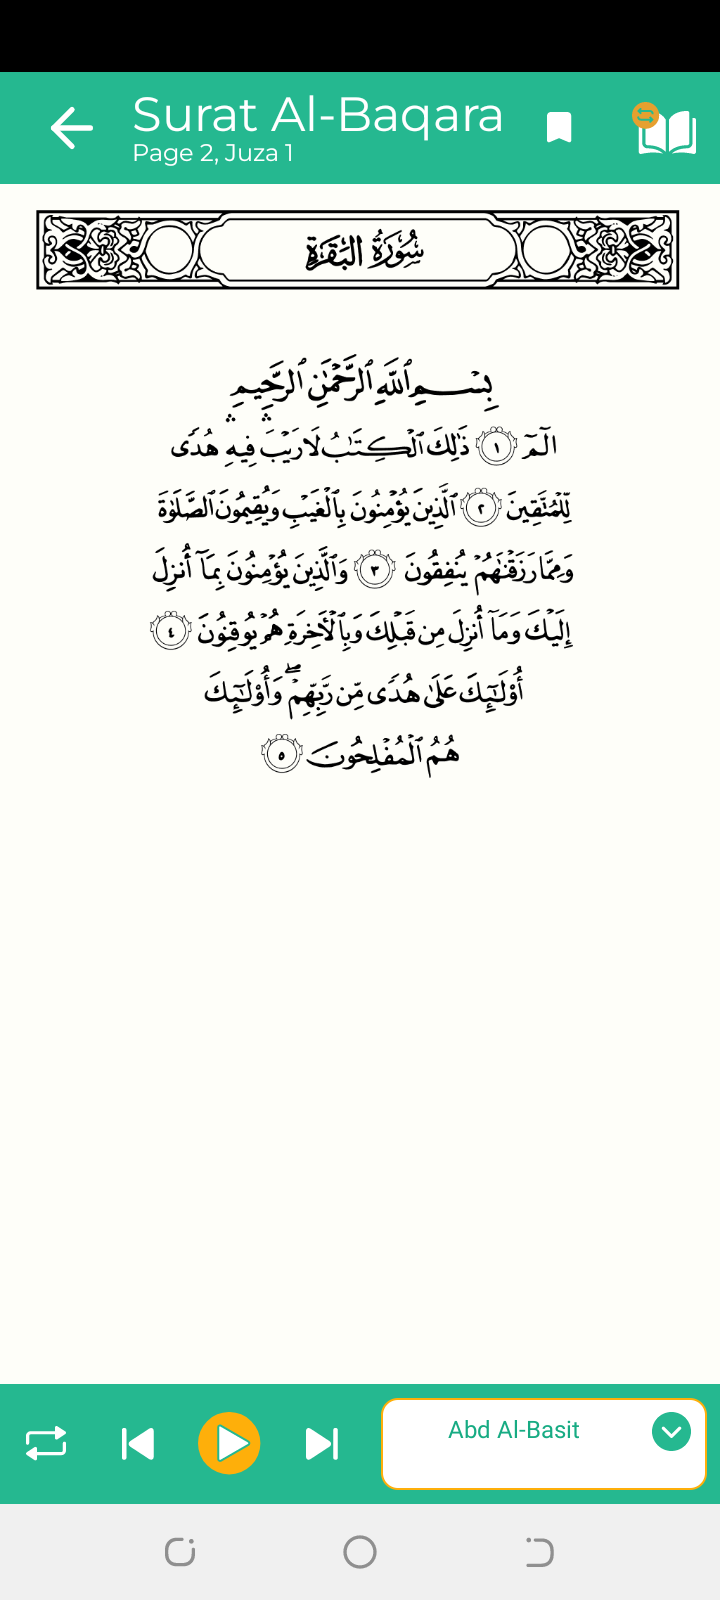 Surat Al-Baqara
Page 2, Juza 1
سُورَةُ البَقَرَةِ
بِسْمِ ٱللَّهِ ٱلرَّحْمَٰنِ ٱلرَّحِيمِ
الٓمٓ ١ ذَٰلِكَ ٱلْكِتَٰبُ لَا رَيْبَ ۛ فِيهِ ۛ هُدًى
لِّلْمُتَّقِينَ ٢ ٱلَّذِينَ يُؤْمِنُونَ بِٱلْغَيْبِ وَيُقِيمُونَ ٱلصَّلَوٰةَ
وَمِمَّا رَزَقْنَٰهُمْ يُنفِقُونَ ٣ وَٱلَّذِينَ يُؤْمِنُونَ بِمَآ أُنزِلَ
إِلَيْكَ وَمَآ أُنزِلَ مِن قَبْلِكَ وَبِٱلْأَخِرَةِ هُمْ يُوقِنُونَ ٤
أُو۟لَٰٓئِكَ عَلَىٰ هُدًى مِّن رَّبِّهِمْ ۖ وَأُو۟لَٰٓئِكَ
هُمُ ٱلْمُفْلِحُونَ ٥
Abd Al-Basit